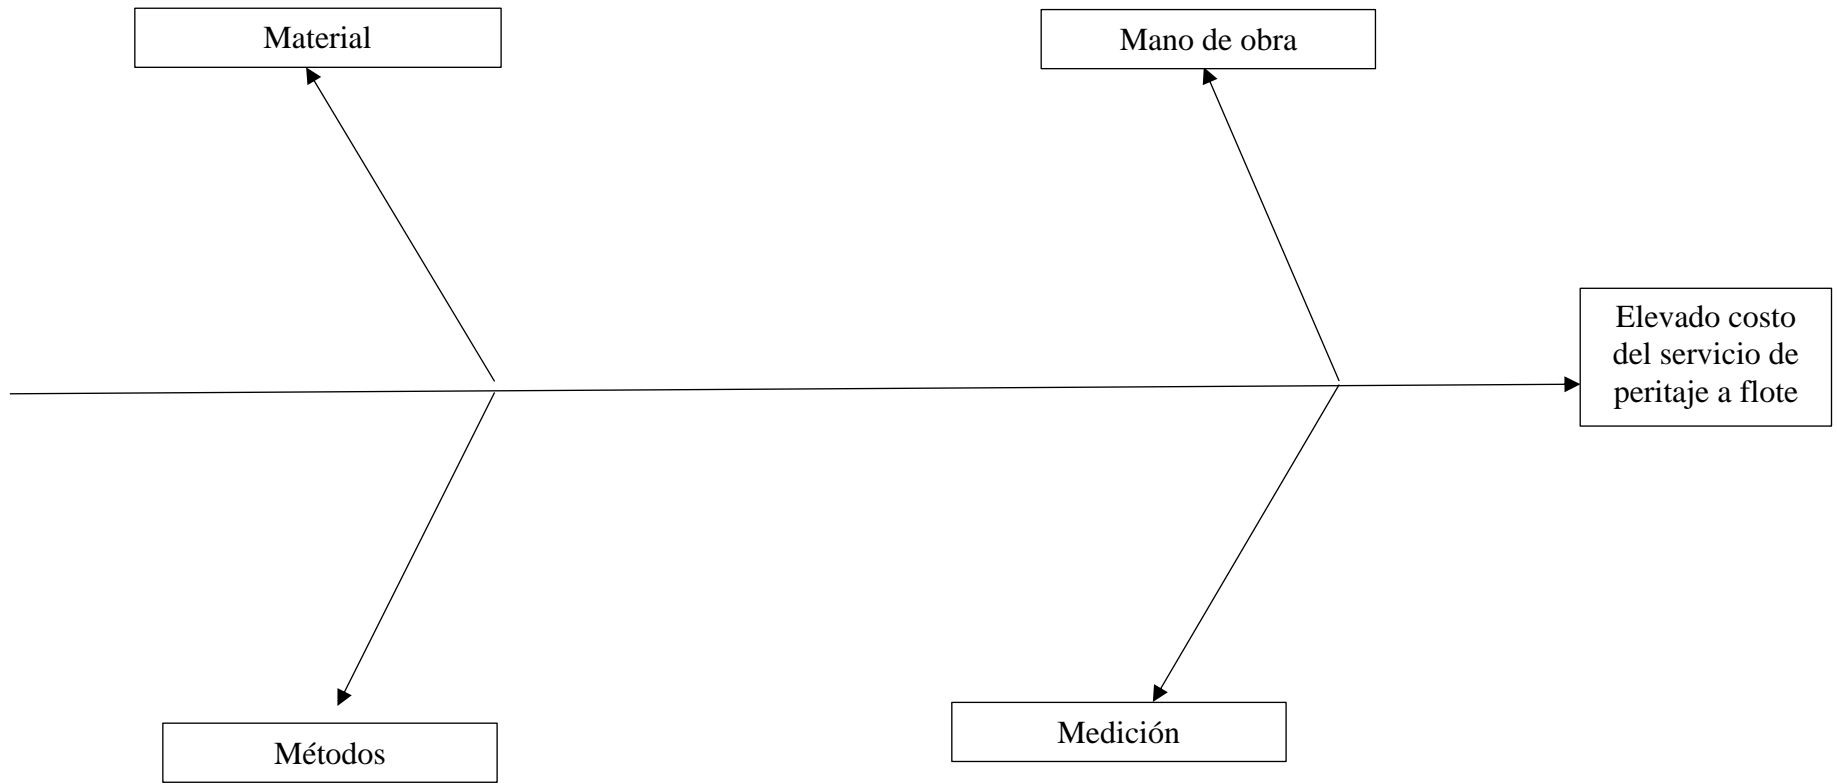 Material
Mano de obra
Elevado costo
del servicio de
peritaje a flote
Métodos
Medición